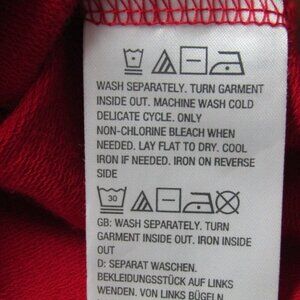 WASH SEPARATELY. TURN GARMENT
INSIDE OUT. MACHINE WASH COLD
DELICATE CYCLE. ONLY
NON-CHLORINE BLEACH WHEN
NEEDED. LAY FLAT TO DRY. COOL
IRON IF NEEDED. IRON ON REVERSE
SIDE
30
GB: WASH SEPARATELY. TURN
GARMENT INSIDE OUT. IRON INSIDE
OUT
D: SEPARAT WASCHEN.
BEKLEIDUNGSSTÜCK AUF LINKS
WENDEN. VON LINKS BÜGELN